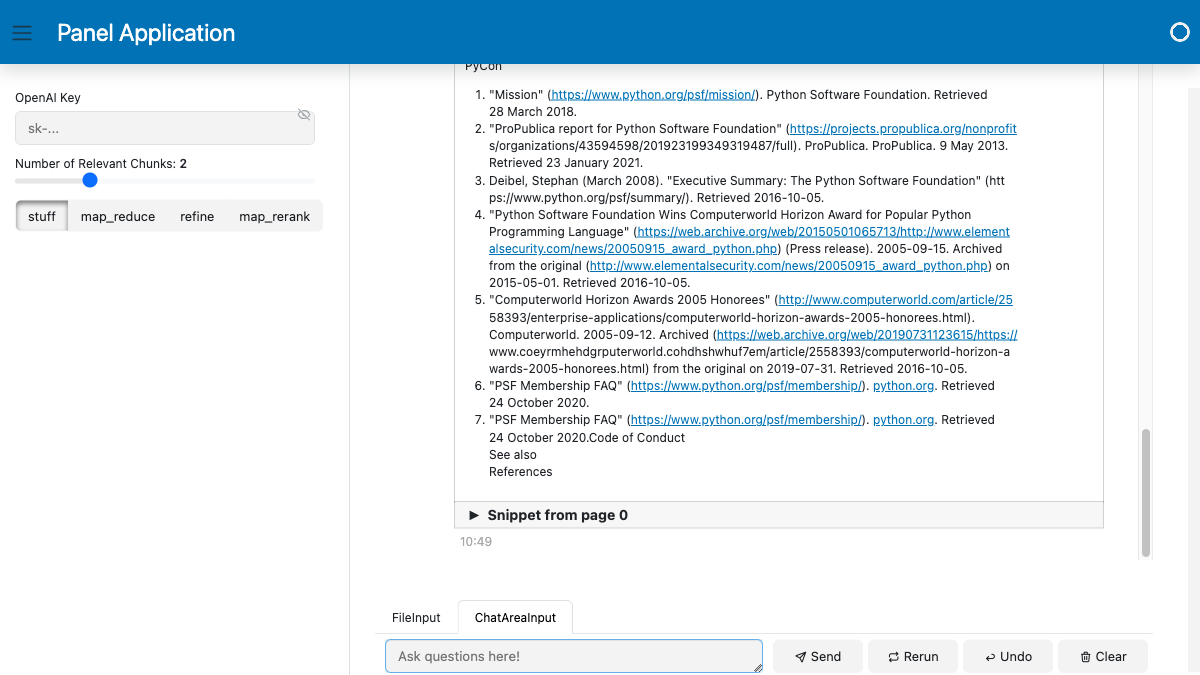 Panel Application
OpenAI Key
sk-...
Number of Relevant Chunks: 2
stuff map_reduce refine map_rerank
PyCon
1. "Mission" (https://www.python.org/psf/mission/). Python Software Foundation. Retrieved
28 March 2018.
2. "ProPublica report for Python Software Foundation" (https://projects.propublica.org/nonprofit
s/organizations/43594598/201923199349319487/full). ProPublica. ProPublica. 9 May 2013.
Retrieved 23 January 2021.
3. Deibel, Stephan (March 2008). "Executive Summary: The Python Software Foundation" (htt
ps://www.python.org/psf/summary/). Retrieved 2016-10-05.
4. "Python Software Foundation Wins Computerworld Horizon Award for Popular Python
Programming Language" (https://web.archive.org/web/20150501065713/http://www.element
alsecurity.com/news/20050915_award_python.php) (Press release). 2005-09-15. Archived
from the original (http://www.elementalsecurity.com/news/20050915_award_python.php) on
2015-05-01. Retrieved 2016-10-05.
5. "Computerworld Horizon Awards 2005 Honorees" (http://www.computerworld.com/article/25
58393/enterprise-applications/computerworld-horizon-awards-2005-honorees.html).
Computerworld. 2005-09-12. Archived (https://web.archive.org/web/20190731123615/https://
www.coeyrmhehdgrputerworld.cohdhshwhuf7em/article/2558393/computerworld-horizon-a
wards-2005-honorees.html) from the original on 2019-07-31. Retrieved 2016-10-05.
6. "PSF Membership FAQ" (https://www.python.org/psf/membership/). python.org. Retrieved
24 October 2020.
7. "PSF Membership FAQ" (https://www.python.org/psf/membership/). python.org. Retrieved
24 October 2020.Code of Conduct
See also
References
► Snippet from page 0
10:49
FileInput ChatAreaInput
Ask questions here!
Send Rerun Undo Clear